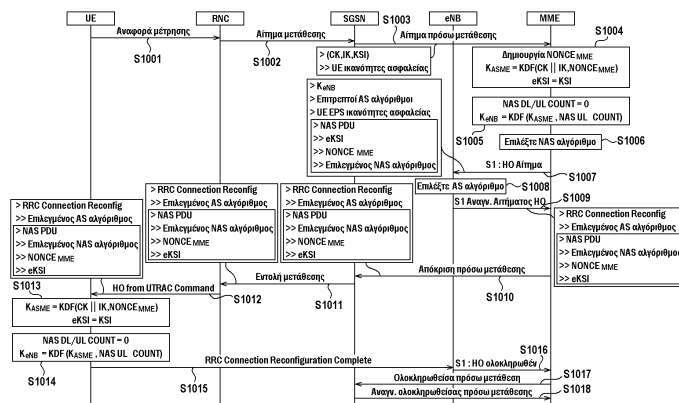 UE RNC SGSN eNB MME
Αναφορά μέτρησης
S1001
Αίτημα μετάθεσης
S1002
S1003
Αίτημα πρόσω μετάθεσης
> (CK,IK,KSI)
>> UE ικανότητες ασφαλείας
S1004
Δημιουργία NONCE MME
KASME = KDF(CK || IK,NONCEMME)
eKSI = KSI
NAS DL/UL COUNT = 0
KeNB = KDF (KASME , NAS UL COUNT)
S1005
Επιλέξτε NAS αλγόριθμο
S1006
> KeNB
> Επιτρεπτοί AS αλγόριθμοι
> UE EPS ικανότητες ασφαλείας
> NAS PDU
>> eKSI
>> NONCE MME
>> Επιλεγμένος NAS αλγόριθμος
S1 : HO Αίτημα
S1007
Επιλέξτε AS αλγόριθμο
S1008
S1009
S1 Αναγν. Αιτήματος HO
> RRC Connection Reconfig
>> Επιλεγμένος AS αλγόριθμος
> NAS PDU
>> Επιλεγμένος NAS αλγόριθμος
>> NONCE MME
>> eKSI
> RRC Connection Reconfig
>> Επιλεγμένος AS αλγόριθμος
> NAS PDU
>> Επιλεγμένος NAS αλγόριθμος
>> NONCE MME
>> eKSI
> RRC Connection Reconfig
>> Επιλεγμένος AS αλγόριθμος
> NAS PDU
>> Επιλεγμένος NAS αλγόριθμος
>> NONCE MME
>> eKSI
> RRC Connection Reconfig
>> Επιλεγμένος AS αλγόριθμος
> NAS PDU
>> Επιλεγμένος NAS αλγόριθμος
>> NONCE MME
>> eKSI
Απόκριση πρόσω μετάθεσης
S1010
Εντολή μετάθεσης
S1011
HO from UTRAC Command
S1012
S1013
KASME = KDF(CK || IK,NONCEMME)
eKSI = KSI
NAS DL/UL COUNT = 0
KeNB = KDF (KASME , NAS UL COUNT)
S1014
RRC Connection Reconfiguration Complete
S1015
S1016
S1 : HO ολοκληρωθέν
S1017
Ολοκληρωθείσα πρόσω μετάθεση
S1018
Αναγν. ολοκληρωθείσας πρόσω μετάθεσης